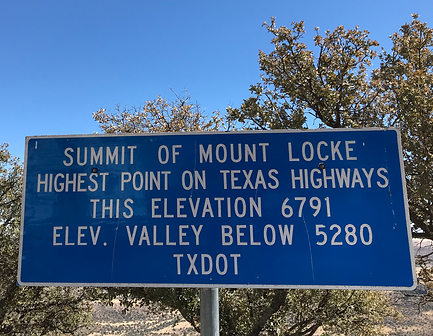 SUMMIT OF MOUNT LOCKE
HIGHEST POINT ON TEXAS HIGHWAYS
THIS ELEVATION 6791
ELEV. VALLEY BELOW 5280
TXDOT